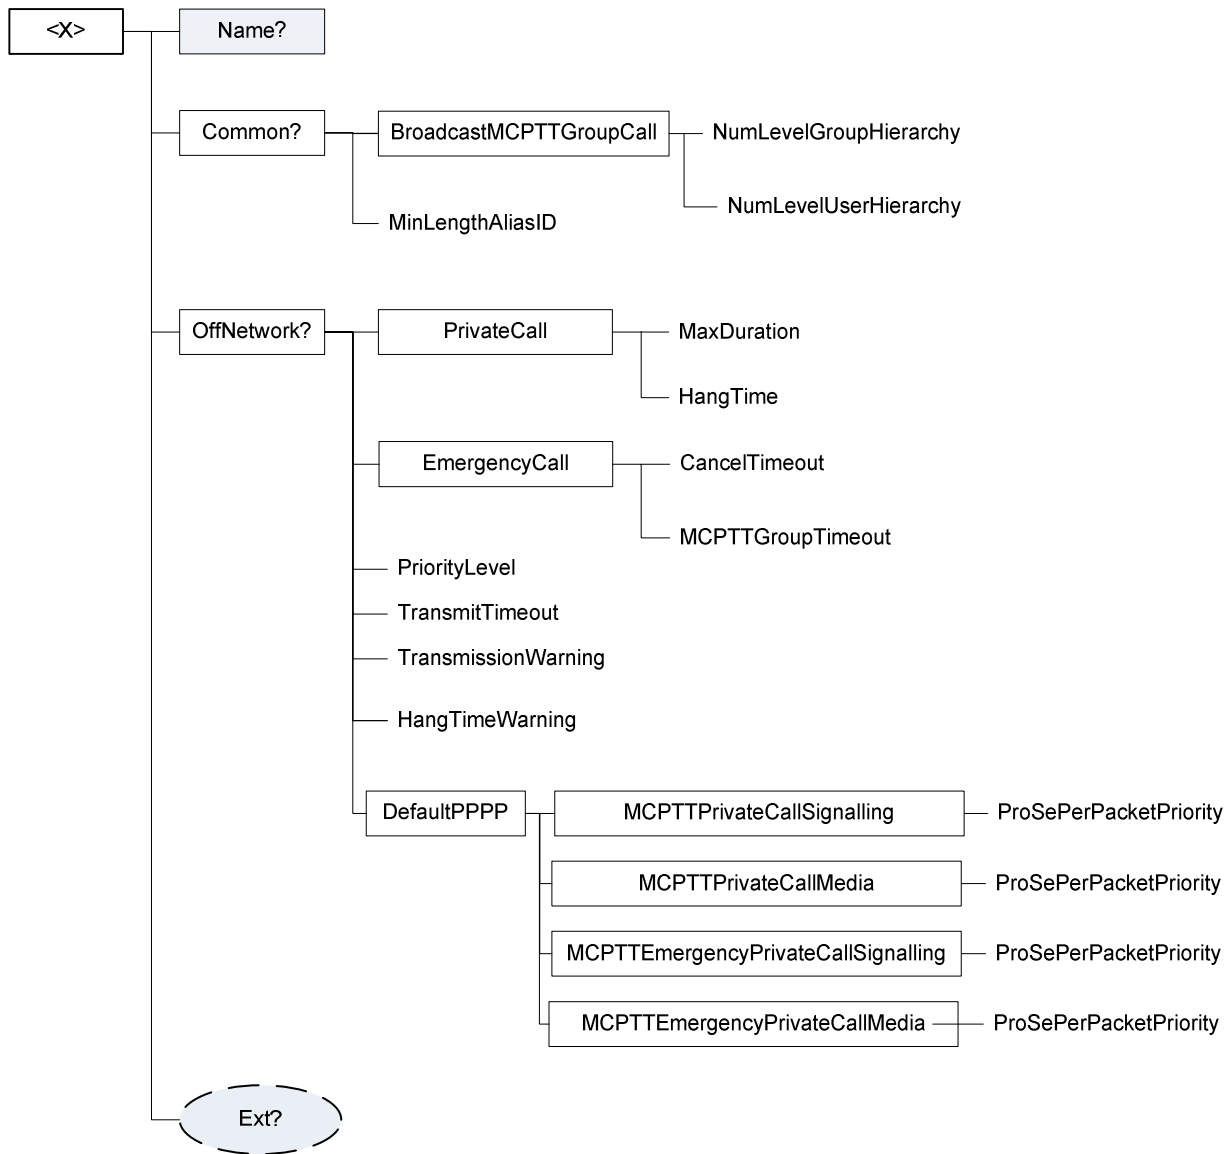 <X>
Name?
Common?
BroadcastMCPTTGroupCall
NumLevelGroupHierarchy
NumLevelUserHierarchy
MinLengthAliasID
OffNetwork?
PrivateCall
MaxDuration
HangTime
EmergencyCall
CancelTimeout
MCPTTGroupTimeout
PriorityLevel
TransmitTimeout
TransmissionWarning
HangTimeWarning
DefaultPPPP
MCPTTPrivateCallSignalling
ProSePerPacketPriority
MCPTTPrivateCallMedia
ProSePerPacketPriority
MCPTTEmergencyPrivateCallSignalling
ProSePerPacketPriority
MCPTTEmergencyPrivateCallMedia
ProSePerPacketPriority
Ext?